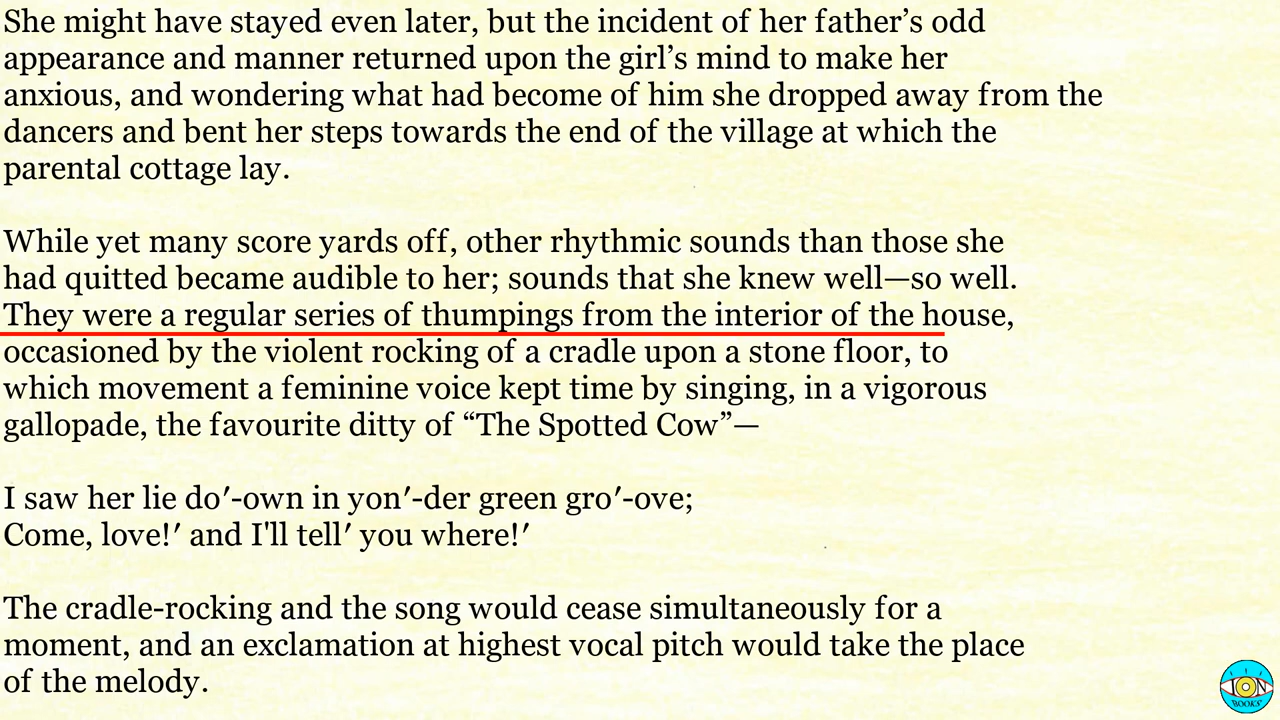 She might have stayed even later, but the incident of her father’s odd
appearance and manner returned upon the girl’s mind to make her
anxious, and wondering what had become of him she dropped away from the
dancers and bent her steps towards the end of the village at which the
parental cottage lay.
While yet many score yards off, other rhythmic sounds than those she
had quitted became audible to her; sounds that she knew well—so well.
They were a regular series of thumpings from the interior of the house,
occasioned by the violent rocking of a cradle upon a stone floor, to
which movement a feminine voice kept time by singing, in a vigorous
gallopade, the favourite ditty of “The Spotted Cow”—
I saw her lie do′-own in yon′-der green gro′-ove;
Come, love!′ and I'll tell′ you where!′
The cradle-rocking and the song would cease simultaneously for a
moment, and an exclamation at highest vocal pitch would take the place
of the melody.
ION
BOOKS